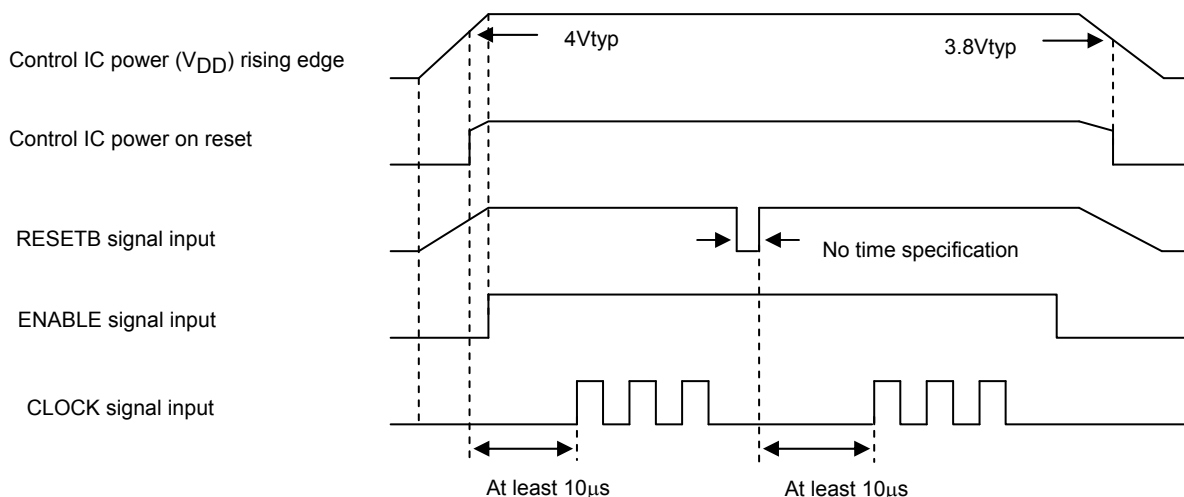 4Vtyp
3.8Vtyp
Control IC power (VDD) rising edge
Control IC power on reset
RESETB signal input
No time specification
ENABLE signal input
CLOCK signal input
At least 10μs
At least 10μs